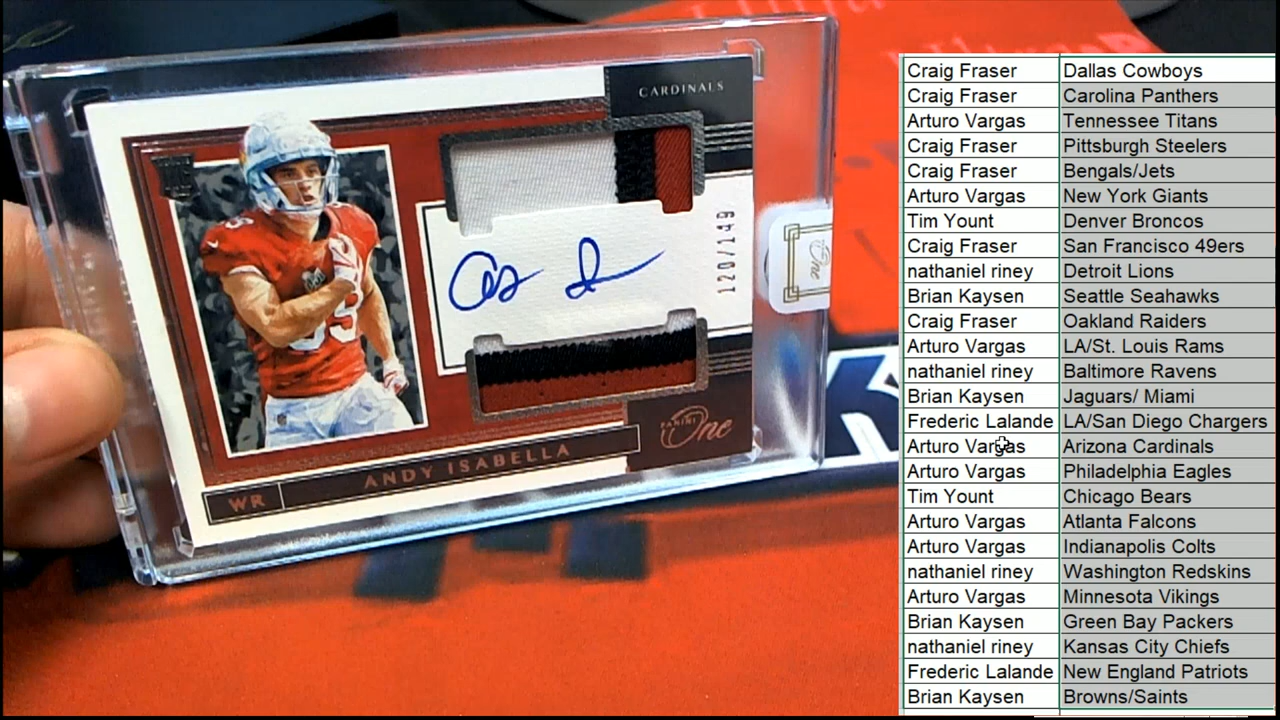 CARDINALS
120/149
PANINI
One
One
WR
ANDY ISABELLA
Craig Fraser Dallas Cowboys
Craig Fraser Carolina Panthers
Arturo Vargas Tennessee Titans
Craig Fraser Pittsburgh Steelers
Craig Fraser Bengals/Jets
Arturo Vargas New York Giants
Tim Yount Denver Broncos
Craig Fraser San Francisco 49ers
nathaniel riney Detroit Lions
Brian Kaysen Seattle Seahawks
Craig Fraser Oakland Raiders
Arturo Vargas LA/St. Louis Rams
nathaniel riney Baltimore Ravens
Brian Kaysen Jaguars/ Miami
Frederic Lalande LA/San Diego Chargers
Arturo Vargas Arizona Cardinals
Arturo Vargas Philadelphia Eagles
Tim Yount Chicago Bears
Arturo Vargas Atlanta Falcons
Arturo Vargas Indianapolis Colts
nathaniel riney Washington Redskins
Arturo Vargas Minnesota Vikings
Brian Kaysen Green Bay Packers
nathaniel riney Kansas City Chiefs
Frederic Lalande New England Patriots
Brian Kaysen Browns/Saints